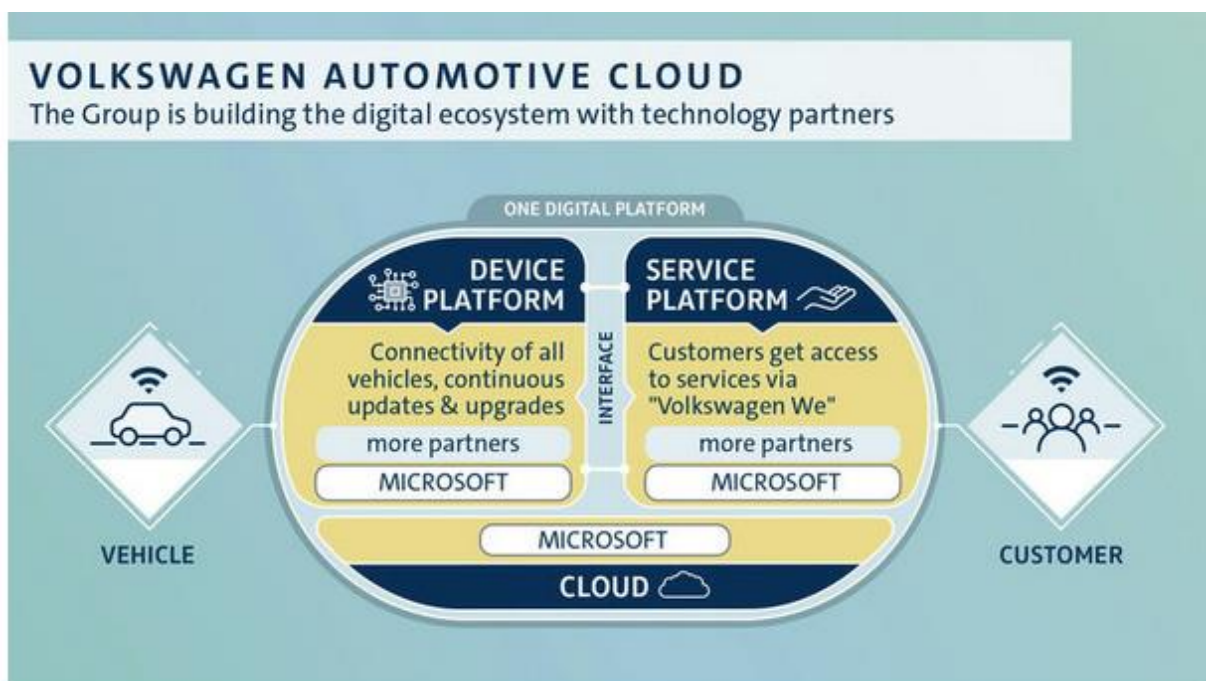 VOLKSWAGEN AUTOMOTIVE CLOUD
The Group is building the digital ecosystem with technology partners
ONE DIGITAL PLATFORM
DEVICE
PLATFORM
Connectivity of all
vehicles, continuous
updates & upgrades
more partners
MICROSOFT
INTERFACE
SERVICE
PLATFORM
Customers get access
to services via
"Volkswagen We"
more partners
MICROSOFT
MICROSOFT
CLOUD
VEHICLE
CUSTOMER